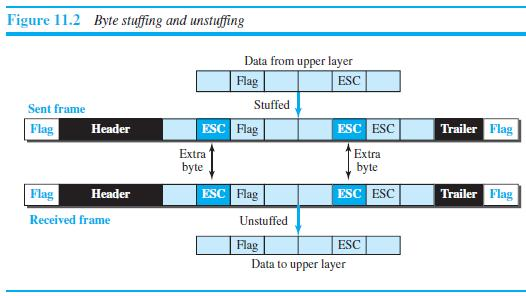 Figure 11.2 Byte stuffing and unstuffing
Data from upper layer
Flag ESC
Stuffed
Sent frame
Flag Header ESC Flag ESC ESC Trailer Flag
Extra byte Extra byte
Flag Header ESC Flag ESC ESC Trailer Flag
Received frame
Unstuffed
Flag ESC
Data to upper layer